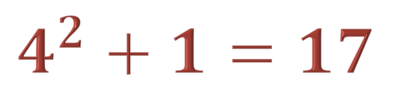 4² + 1 = 17